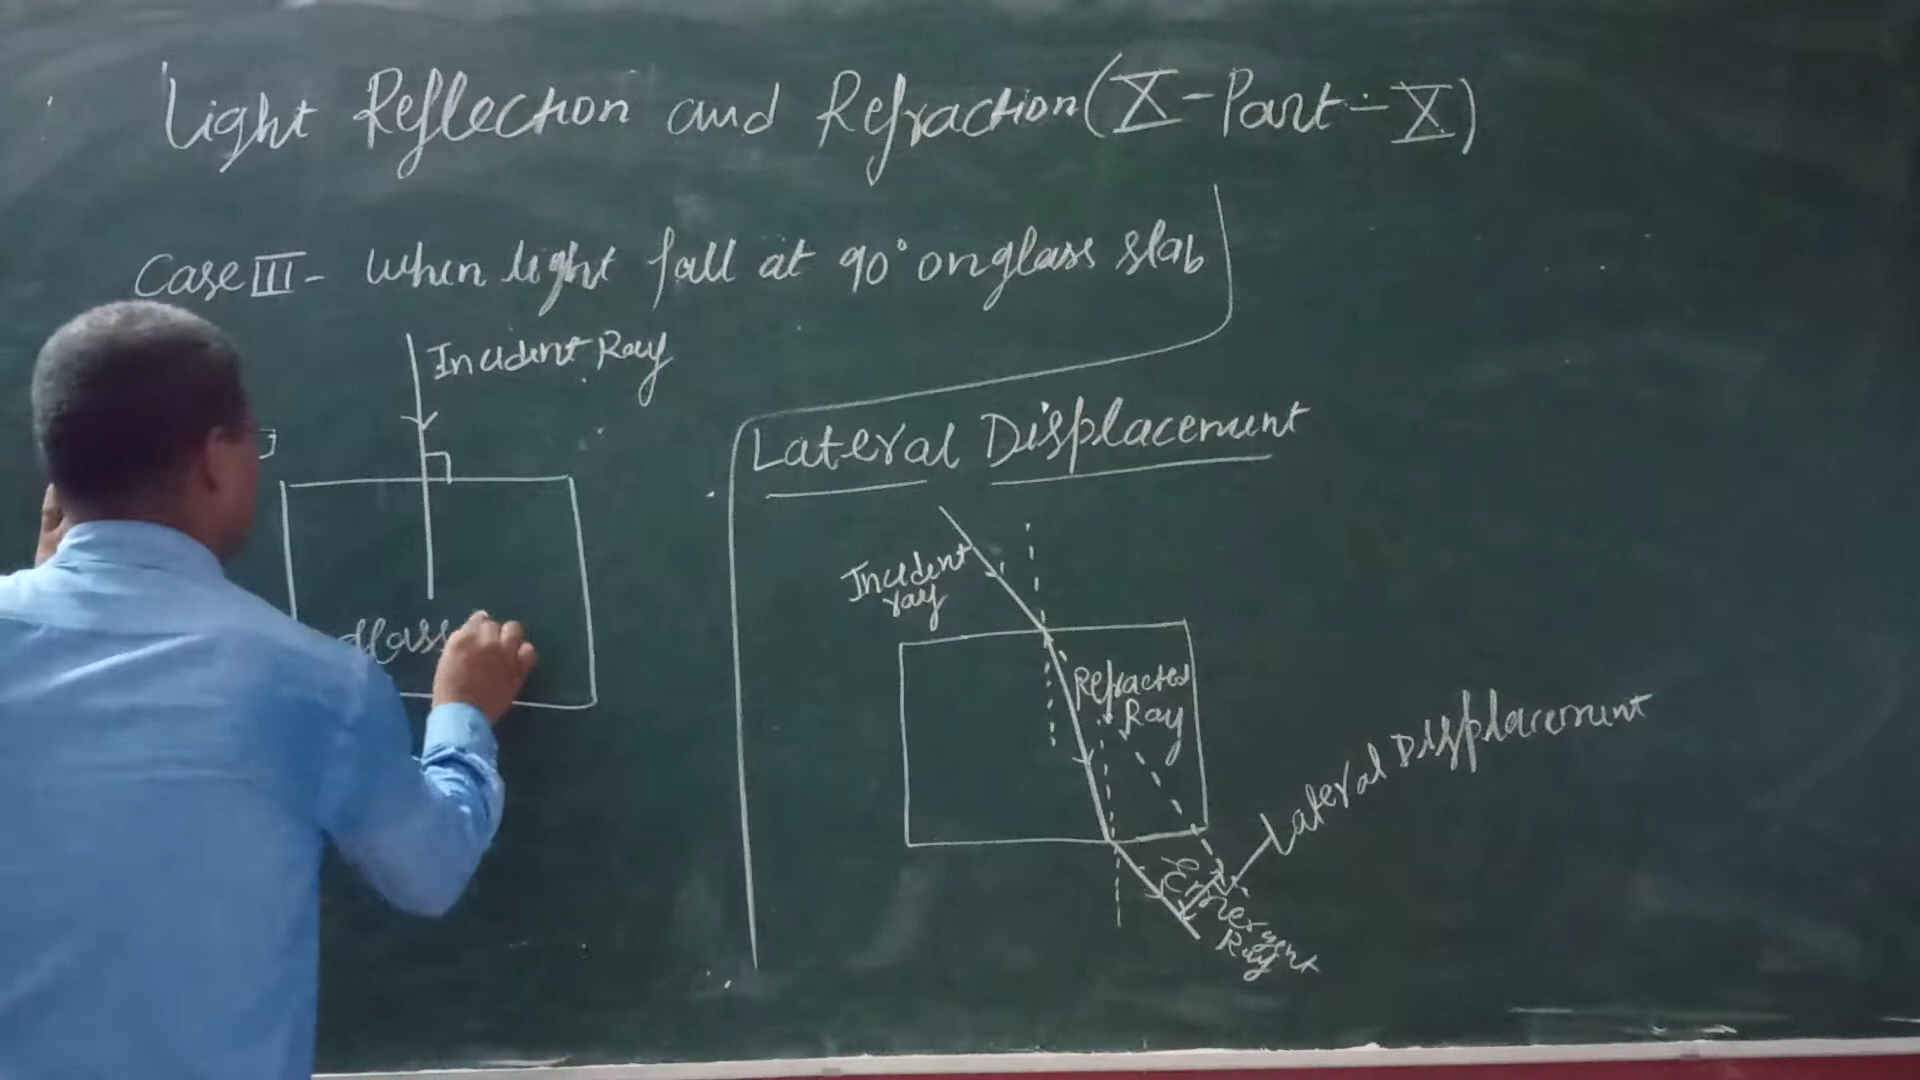 Light Reflection and Refraction (X-Part-X)
Case III - When light fall at 90° on glass slab
Incident Ray
Glass
Lateral Displacement
Incident
ray
Refracted
Ray
Lateral Displacement
Emergent
Ray